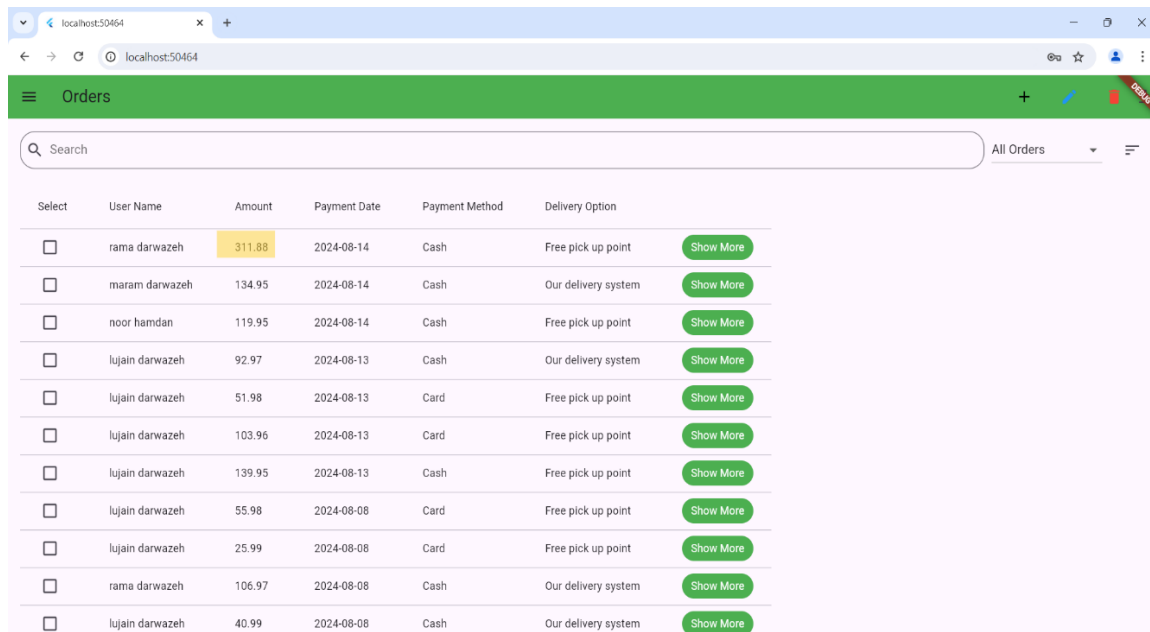 localhost:50464
localhost:50464
Orders
DEBUG
Search
All Orders
Select User Name Amount Payment Date Payment Method Delivery Option
rama darwazeh 311.88 2024-08-14 Cash Free pick up point Show More
maram darwazeh 134.95 2024-08-14 Cash Our delivery system Show More
noor hamdan 119.95 2024-08-14 Cash Free pick up point Show More
lujain darwazeh 92.97 2024-08-13 Cash Our delivery system Show More
lujain darwazeh 51.98 2024-08-13 Card Free pick up point Show More
lujain darwazeh 103.96 2024-08-13 Card Free pick up point Show More
lujain darwazeh 139.95 2024-08-13 Cash Free pick up point Show More
lujain darwazeh 55.98 2024-08-08 Card Free pick up point Show More
lujain darwazeh 25.99 2024-08-08 Card Free pick up point Show More
rama darwazeh 106.97 2024-08-08 Cash Our delivery system Show More
lujain darwazeh 40.99 2024-08-08 Cash Our delivery system Show More